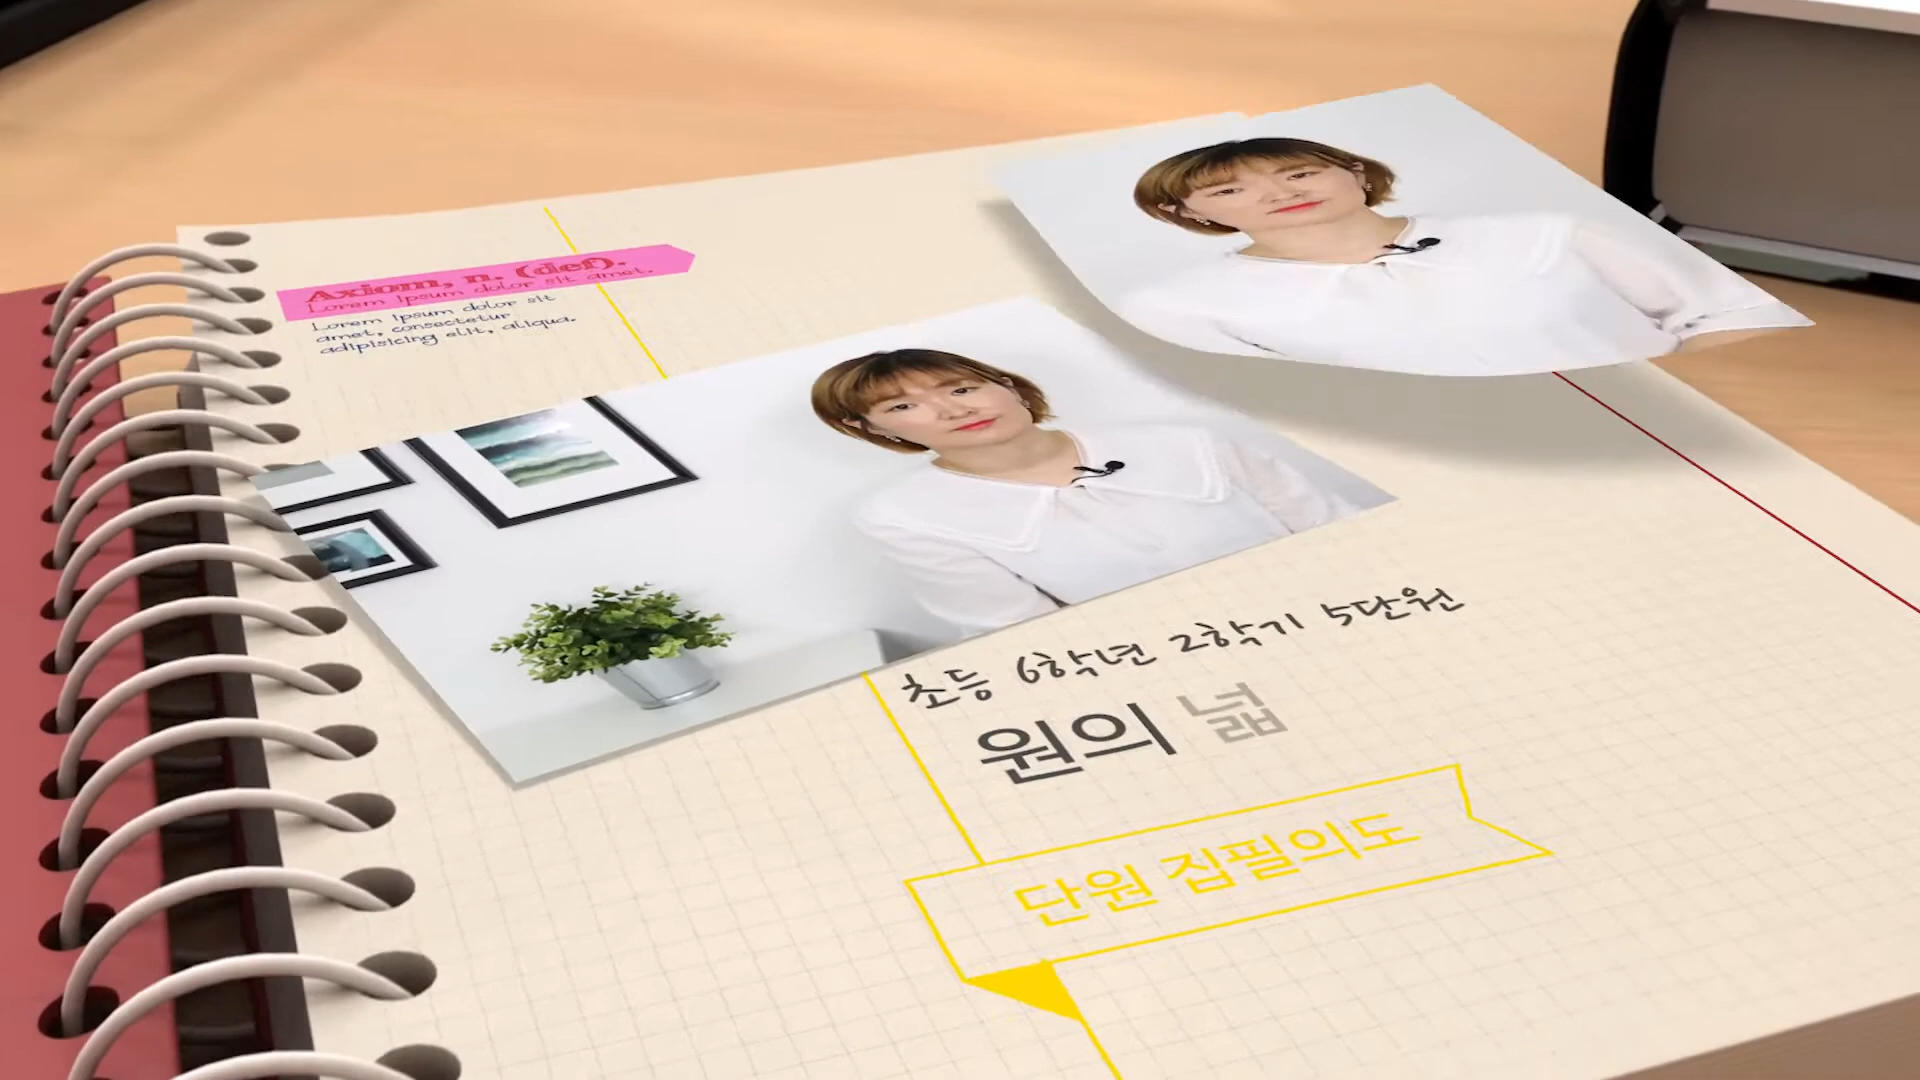 Axiom, n. (def).
Lorem ipsum dolor sit amet.
Lorem ipsum dolor sit
amet, consectetur
adipisicing elit, aliqua.
초등 6학년 2학기 5단원
원의 넓
단원 집필의도